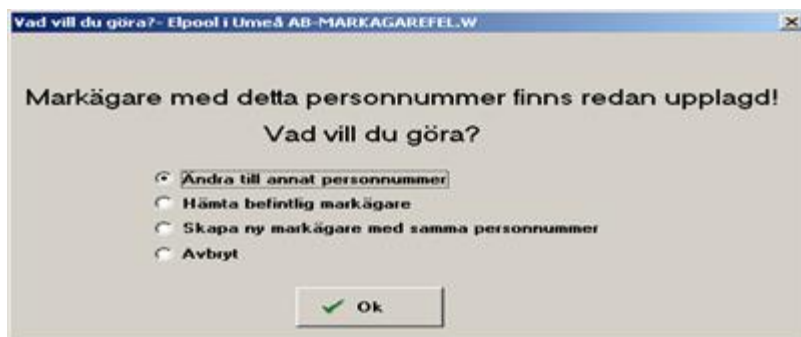 Vad vill du göra?- Elpool i Umeå AB-MARKAGAREFEL.W
Markägare med detta personnummer finns redan upplagd!
Vad vill du göra?
Ändra till annat personnummer
Hämta befintlig markägare
Skapa ny markägare med samma personnummer
Avbryt
Ok